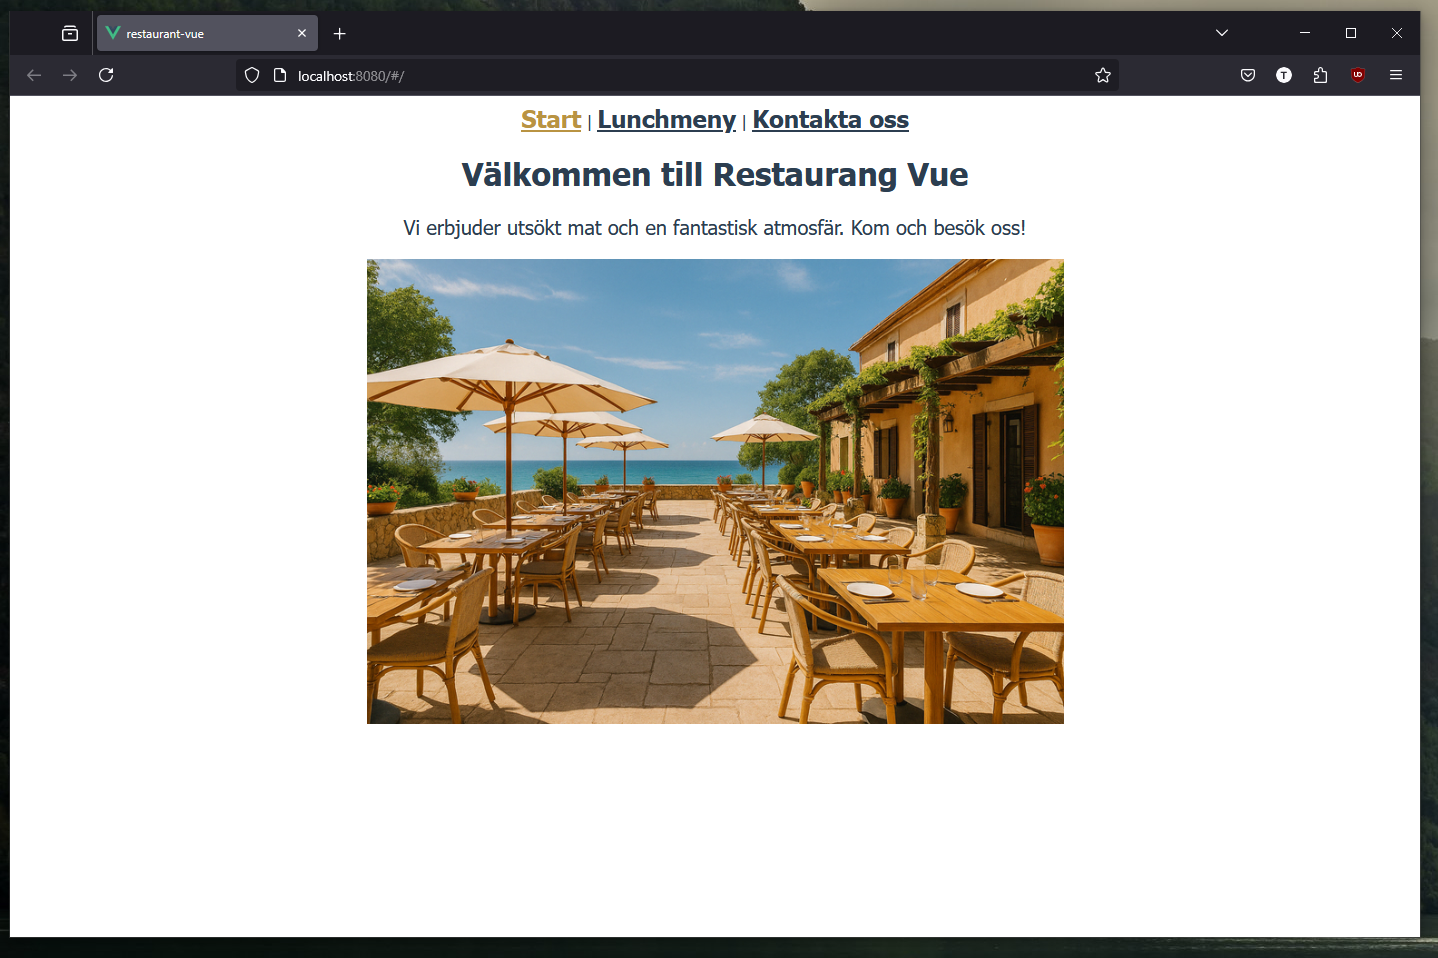 restaurant-vue
localhost:8080/#/
T
UD
Start | Lunchmeny | Kontakta oss
Välkommen till Restaurang Vue
Vi erbjuder utsökt mat och en fantastisk atmosfär. Kom och besök oss!